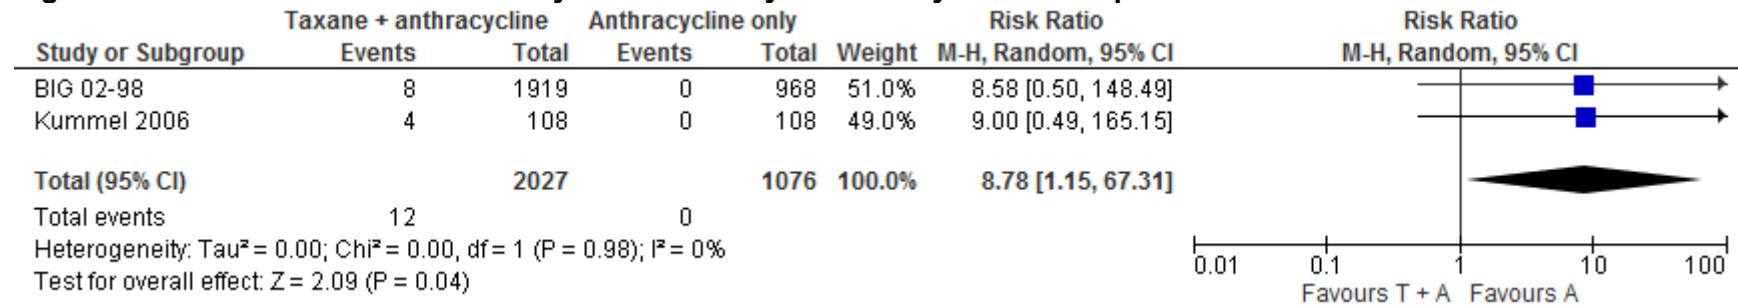 Taxane + anthracycline Anthracycline only Risk Ratio Risk Ratio
Study or Subgroup Events Total Events Total Weight M-H, Random, 95% CI M-H, Random, 95% CI
BIG 02-98 8 1919 0 968 51.0% 8.58 [0.50, 148.49]
Kummel 2006 4 108 0 108 49.0% 9.00 [0.49, 165.15]
Total (95% CI) 2027 1076 100.0% 8.78 [1.15, 67.31]
Total events 12 0
Heterogeneity: Tau² = 0.00; Chi² = 0.00, df = 1 (P = 0.98); I² = 0%
Test for overall effect: Z = 2.09 (P = 0.04)
0.01 0.1 1 10 100
Favours T + A Favours A